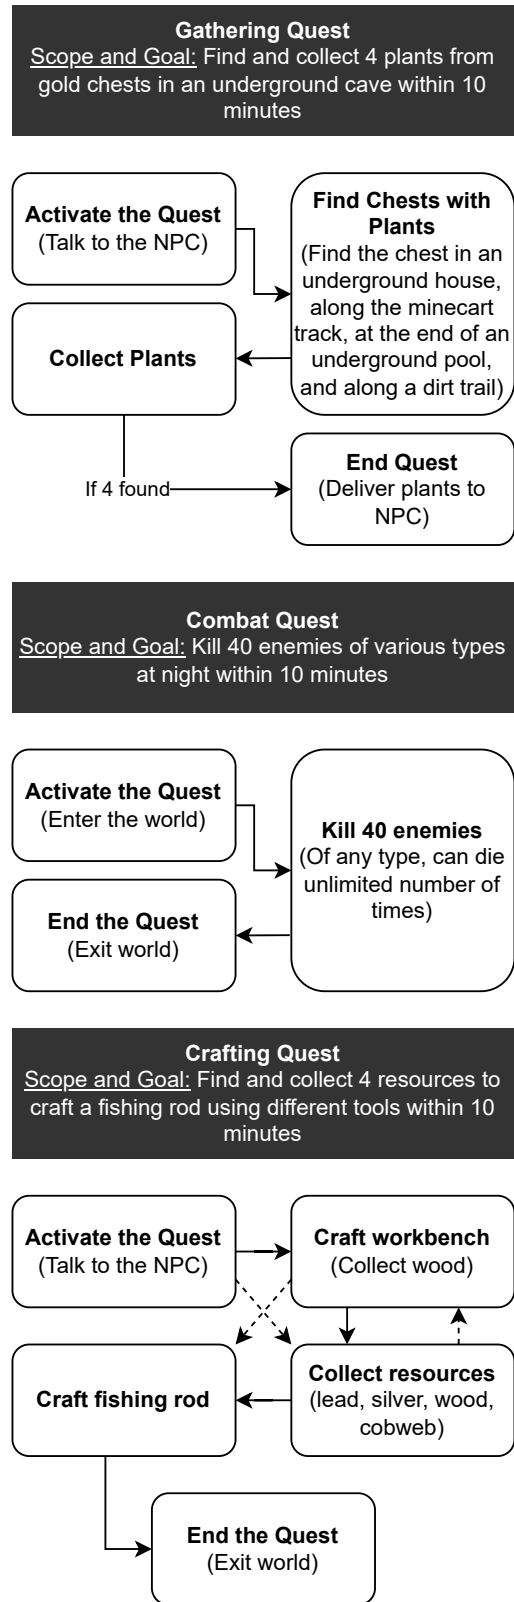 Gathering Quest
Scope and Goal: Find and collect 4 plants from
gold chests in an underground cave within 10
minutes
Activate the Quest
(Talk to the NPC)
Find Chests with
Plants
(Find the chest in an
underground house,
along the minecart
track, at the end of an
underground pool,
and along a dirt trail)
Collect Plants
If 4 found
End Quest
(Deliver plants to
NPC)
Combat Quest
Scope and Goal: Kill 40 enemies of various types
at night within 10 minutes
Activate the Quest
(Enter the world)
Kill 40 enemies
(Of any type, can die
unlimited number of
times)
End the Quest
(Exit world)
Crafting Quest
Scope and Goal: Find and collect 4 resources to
craft a fishing rod using different tools within 10
minutes
Activate the Quest
(Talk to the NPC)
Craft workbench
(Collect wood)
Craft fishing rod
Collect resources
(lead, silver, wood,
cobweb)
End the Quest
(Exit world)